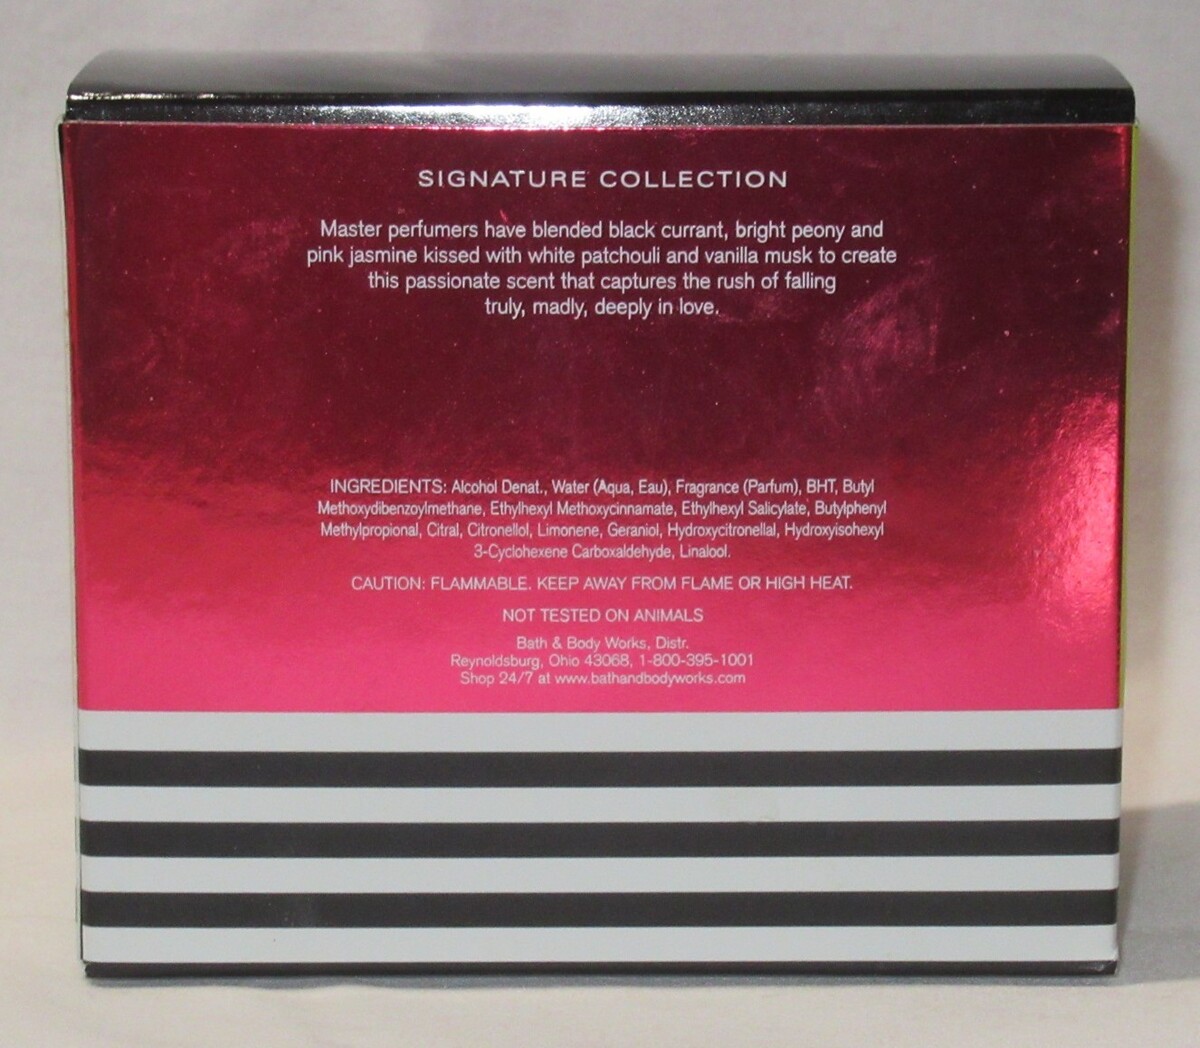 SIGNATURE COLLECTION
Master perfumers have blended black currant, bright peony and
pink jasmine kissed with white patchouli and vanilla musk to create
this passionate scent that captures the rush of falling
truly, madly, deeply in love.
INGREDIENTS: Alcohol Denat., Water (Aqua, Eau), Fragrance (Parfum), BHT, Butyl
Methoxydibenzoylmethane, Ethylhexyl Methoxycinnamate, Ethylhexyl Salicylate, Butylphenyl
Methylpropional, Citral, Citronellol, Limonene, Geraniol, Hydroxycitronellal, Hydroxyisohexyl
3-Cyclohexene Carboxaldehyde, Linalool.
CAUTION: FLAMMABLE. KEEP AWAY FROM FLAME OR HIGH HEAT.
NOT TESTED ON ANIMALS
Bath & Body Works, Distr.
Reynoldsburg, Ohio 43068, 1-800-395-1001
Shop 24/7 at www.bathandbodyworks.com